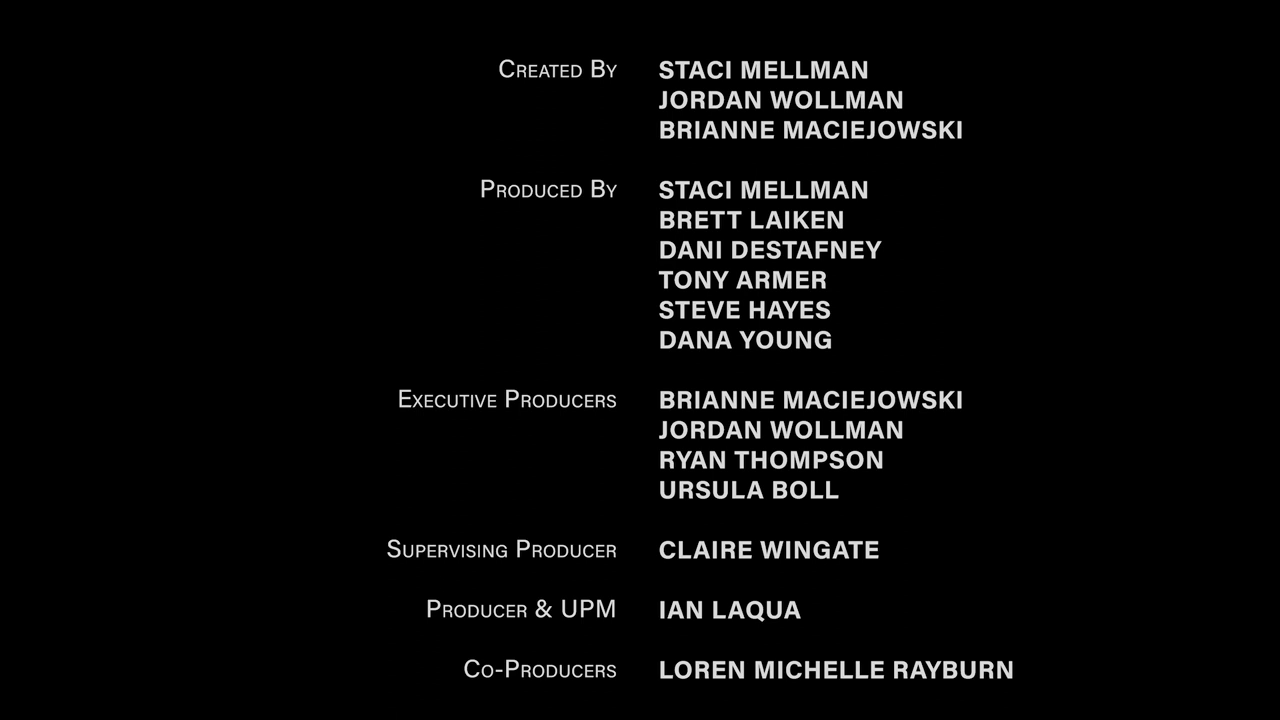 Created By STACI MELLMAN
JORDAN WOLLMAN
BRIANNE MACIEJOWSKI
Produced By STACI MELLMAN
BRETT LAIKEN
DANI DESTAFNEY
TONY ARMER
STEVE HAYES
DANA YOUNG
Executive Producers BRIANNE MACIEJOWSKI
JORDAN WOLLMAN
RYAN THOMPSON
URSULA BOLL
Supervising Producer CLAIRE WINGATE
Producer & UPM IAN LAQUA
Co-Producers LOREN MICHELLE RAYBURN